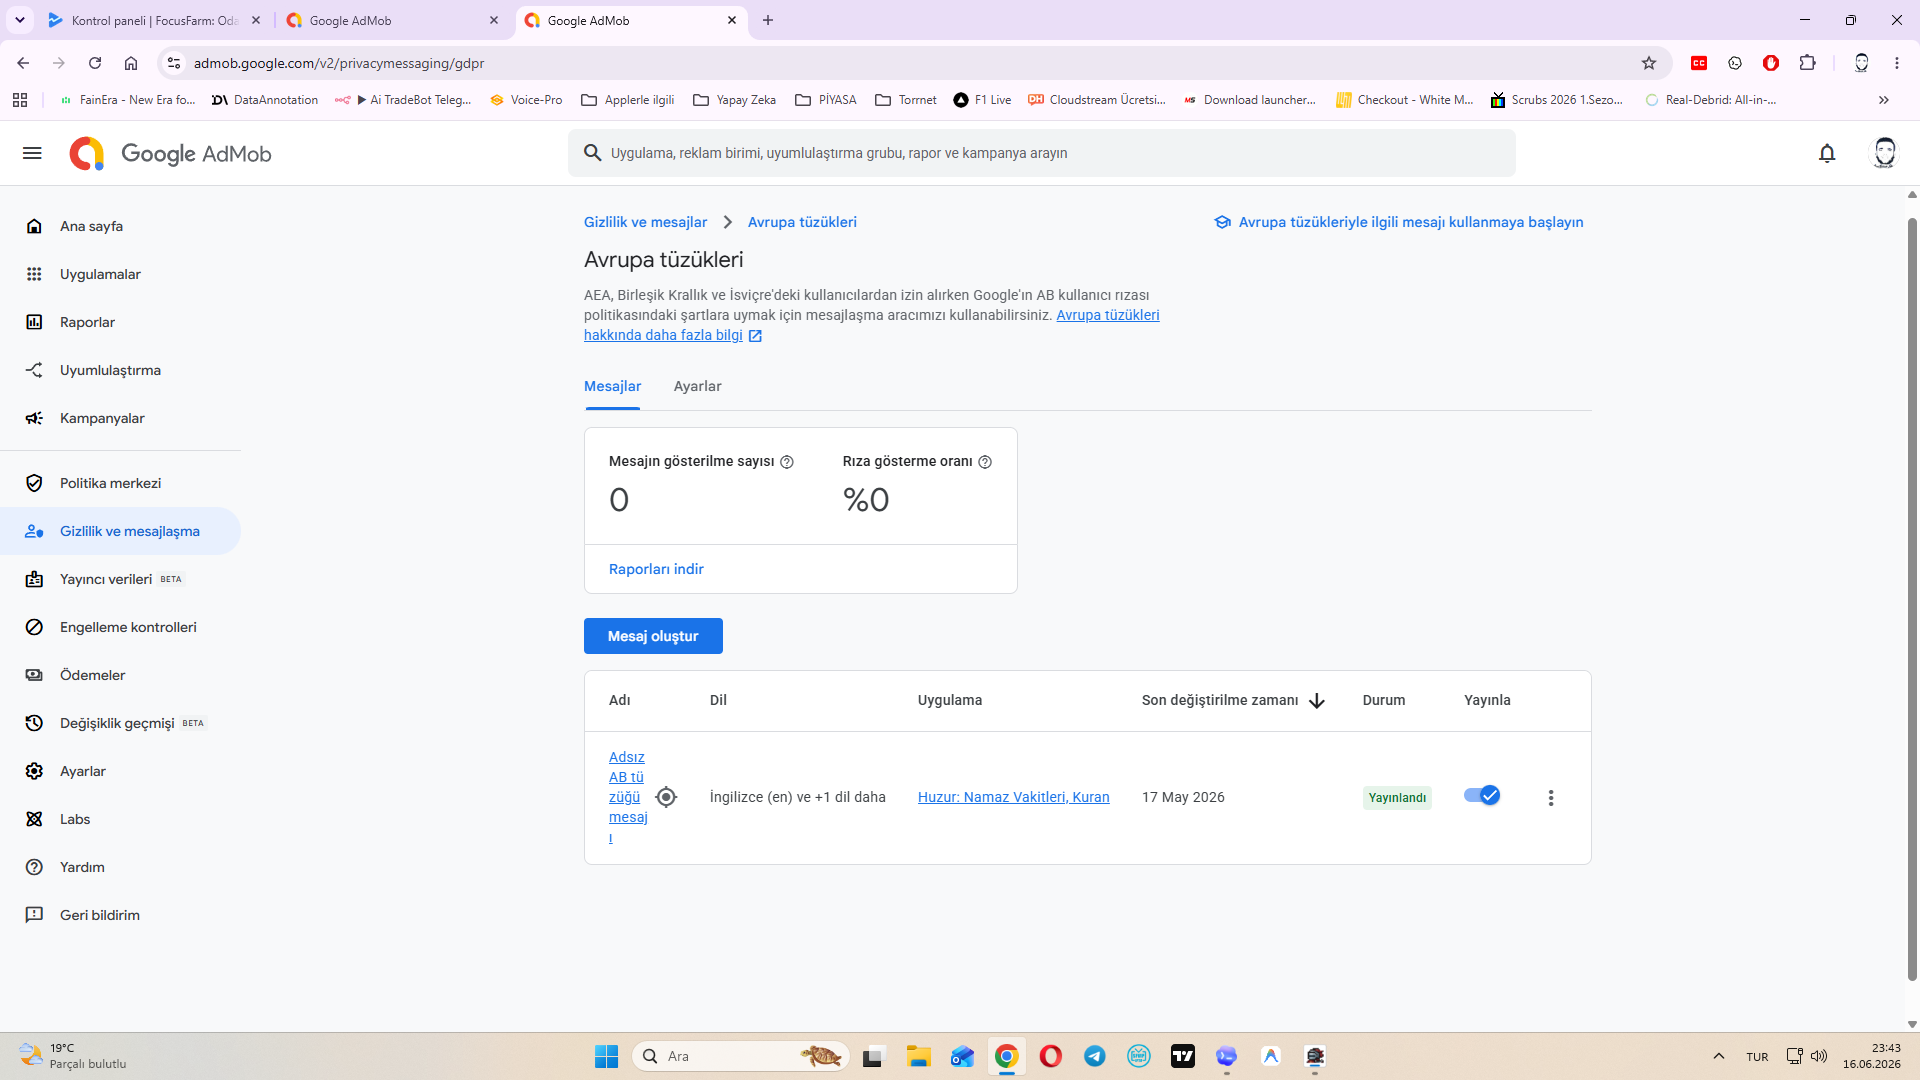 Kontrol paneli | FocusFarm: Oda
Google AdMob
Google AdMob
admob.google.com/v2/privacymessaging/gdpr
FainEra - New Era fo...
DataAnnotation
Ai TradeBot Teleg...
Voice-Pro
Applerle ilgili
Yapay Zeka
PİYASA
Torrnet
F1 Live
Cloudstream Ücretsi...
Download launcher...
Checkout - White M...
Scrubs 2026 1.Sezo...
Real-Debrid: All-in-...
Google AdMob
Uygulama, reklam birimi, uyumlulaştırma grubu, rapor ve kampanya arayın
Ana sayfa
Uygulamalar
Raporlar
Uyumlulaştırma
Kampanyalar
Politika merkezi
Gizlilik ve mesajlaşma
Yayıncı verileri BETA
Engelleme kontrolleri
Ödemeler
Değişiklik geçmişi BETA
Ayarlar
Labs
Yardım
Geri bildirim
Gizlilik ve mesajlar
Avrupa tüzükleri
Avrupa tüzükleriyle ilgili mesajı kullanmaya başlayın
Avrupa tüzükleri
AEA, Birleşik Krallık ve İsviçre'deki kullanıcılardan izin alırken Google'ın AB kullanıcı rızası
politikasındaki şartlara uymak için mesajlaşma aracımızı kullanabilirsiniz. Avrupa tüzükleri
hakkında daha fazla bilgi
Mesajlar
Ayarlar
Mesajın gösterilme sayısı
Rıza gösterme oranı
0
%0
Raporları indir
Mesaj oluştur
Adı
Dil
Uygulama
Son değiştirilme zamanı
Durum
Yayınla
Adsız
AB tü
züğü
mesaj
ı
İngilizce (en) ve +1 dil daha
Huzur: Namaz Vakitleri, Kuran
17 May 2026
Yayınlandı
19°C
Parçalı bulutlu
Ara
TUR
23:43
16.06.2026